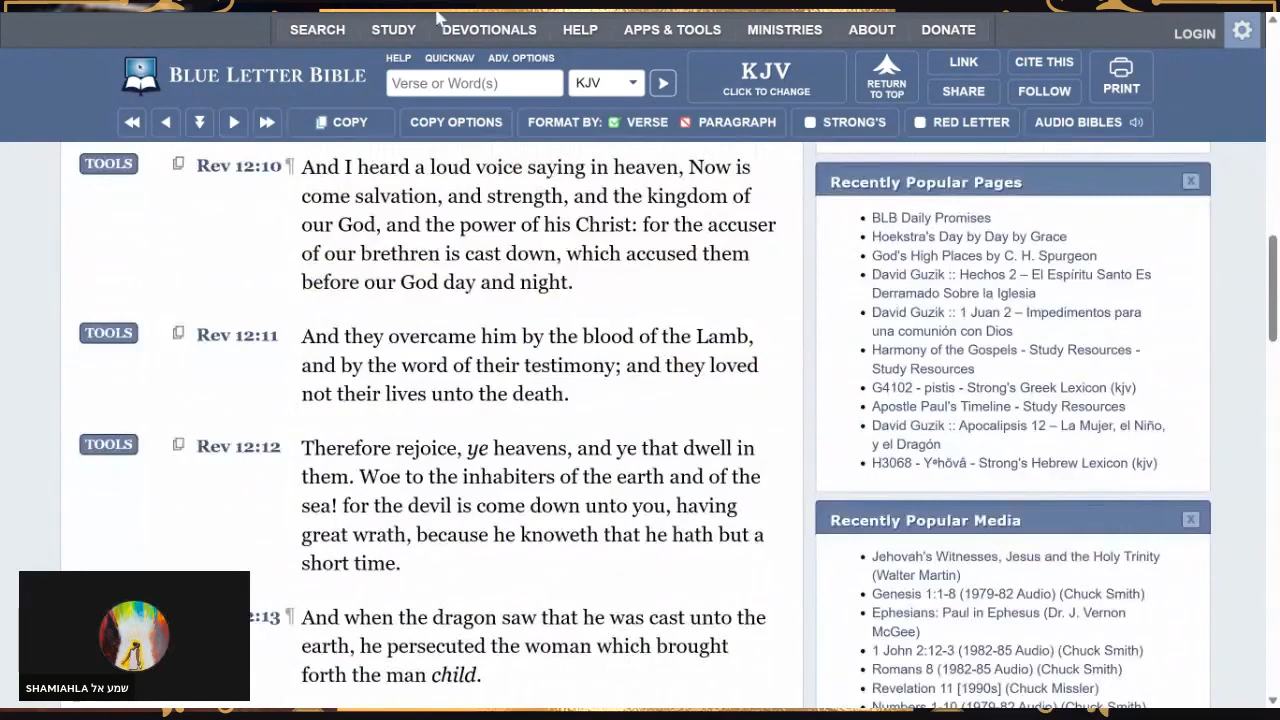 SEARCH STUDY DEVOTIONALS HELP APPS & TOOLS MINISTRIES ABOUT DONATE LOGIN
HELP QUICKNAV ADV. OPTIONS
BLUE LETTER BIBLE
Verse or Word(s) KJV
KJV
CLICK TO CHANGE
RETURN
TO TOP
LINK CITE THIS
SHARE FOLLOW
PRINT
COPY COPY OPTIONS FORMAT BY: VERSE PARAGRAPH STRONG'S RED LETTER AUDIO BIBLES
TOOLS Rev 12:10 ¶ And I heard a loud voice saying in heaven, Now is
come salvation, and strength, and the kingdom of
our God, and the power of his Christ: for the accuser
of our brethren is cast down, which accused them
before our God day and night.
TOOLS Rev 12:11 And they overcame him by the blood of the Lamb,
and by the word of their testimony; and they loved
not their lives unto the death.
TOOLS Rev 12:12 Therefore rejoice, ye heavens, and ye that dwell in
them. Woe to the inhabiters of the earth and of the
sea! for the devil is come down unto you, having
great wrath, because he knoweth that he hath but a
short time.
:13 ¶ And when the dragon saw that he was cast unto the
earth, he persecuted the woman which brought
forth the man child.
SHAMIAHLA שמע אל
Recently Popular Pages
BLB Daily Promises
Hoekstra's Day by Day by Grace
God's High Places by C. H. Spurgeon
David Guzik :: Hechos 2 – El Espíritu Santo Es
Derramado Sobre la Iglesia
David Guzik :: 1 Juan 2 – Impedimentos para
una comunión con Dios
Harmony of the Gospels - Study Resources -
Study Resources
G4102 - pistis - Strong's Greek Lexicon (kjv)
Apostle Paul's Timeline - Study Resources
David Guzik :: Apocalipsis 12 – La Mujer, el Niño,
y el Dragón
H3068 - Yᵊhōvâ - Strong's Hebrew Lexicon (kjv)
Recently Popular Media
Jehovah's Witnesses, Jesus and the Holy Trinity
(Walter Martin)
Genesis 1:1-8 (1979-82 Audio) (Chuck Smith)
Ephesians: Paul in Ephesus (Dr. J. Vernon
McGee)
1 John 2:12-3 (1982-85 Audio) (Chuck Smith)
Romans 8 (1982-85 Audio) (Chuck Smith)
Revelation 11 [1990s] (Chuck Missler)
Numbers 1-10 (1979-82 Audio) (Chuck Smith)